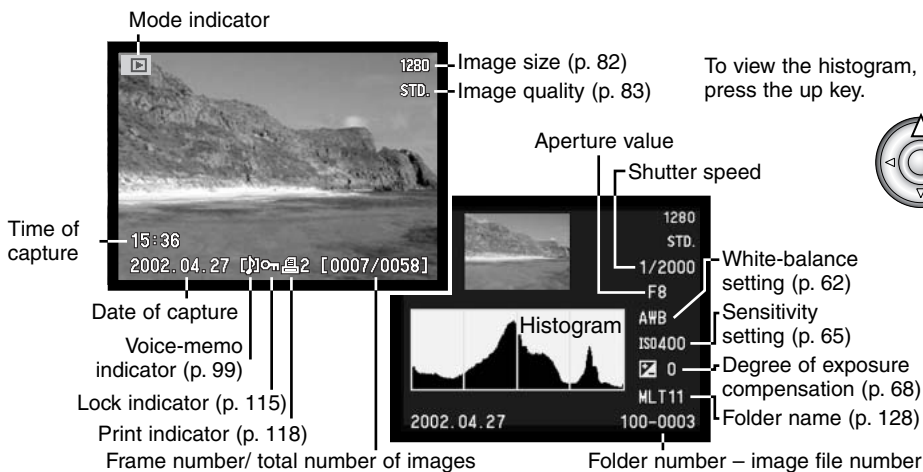 Mode indicator
1280
Image size (p. 82)
STD.
Image quality (p. 83)
To view the histogram,
press the up key.
Aperture value
Shutter speed
Time of
capture
15:36
2002.04.27 2 [0007/0058]
Date of capture
Voice-memo
indicator (p. 99)
Lock indicator (p. 115)
Print indicator (p. 118)
Frame number/ total number of images
1280
STD.
1/2000
F8
AWB
ISO400
0
MLT11
Histogram
2002.04.27
100-0003
White-balance
setting (p. 62)
Sensitivity
setting (p. 65)
Degree of exposure
compensation (p. 68)
Folder name (p. 128)
Folder number – image file number